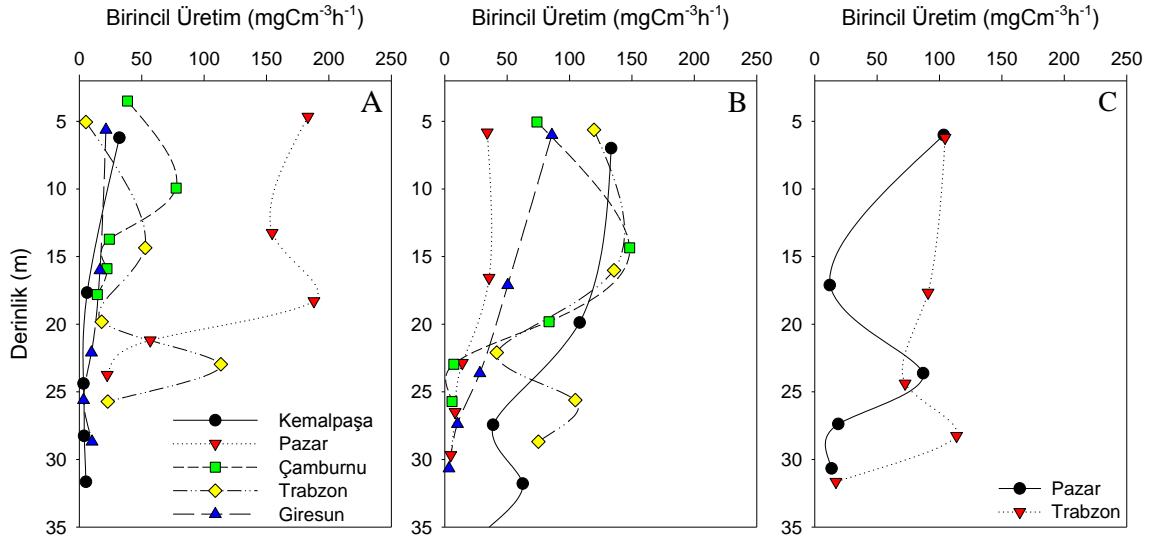 Birincil Üretim (mgCm⁻³h⁻¹)
Birincil Üretim (mgCm⁻³h⁻¹)
Birincil Üretim (mgCm⁻³h⁻¹)
0 50 100 150 200 250
0 50 100 150 200 250
0 50 100 150 200 250
A
B
C
Derinlik (m)
5
10
15
20
25
30
35
Kemalpaşa
Pazar
Çamburnu
Trabzon
Giresun
5
10
15
20
25
30
35
5
10
15
20
25
30
35
Pazar
Trabzon